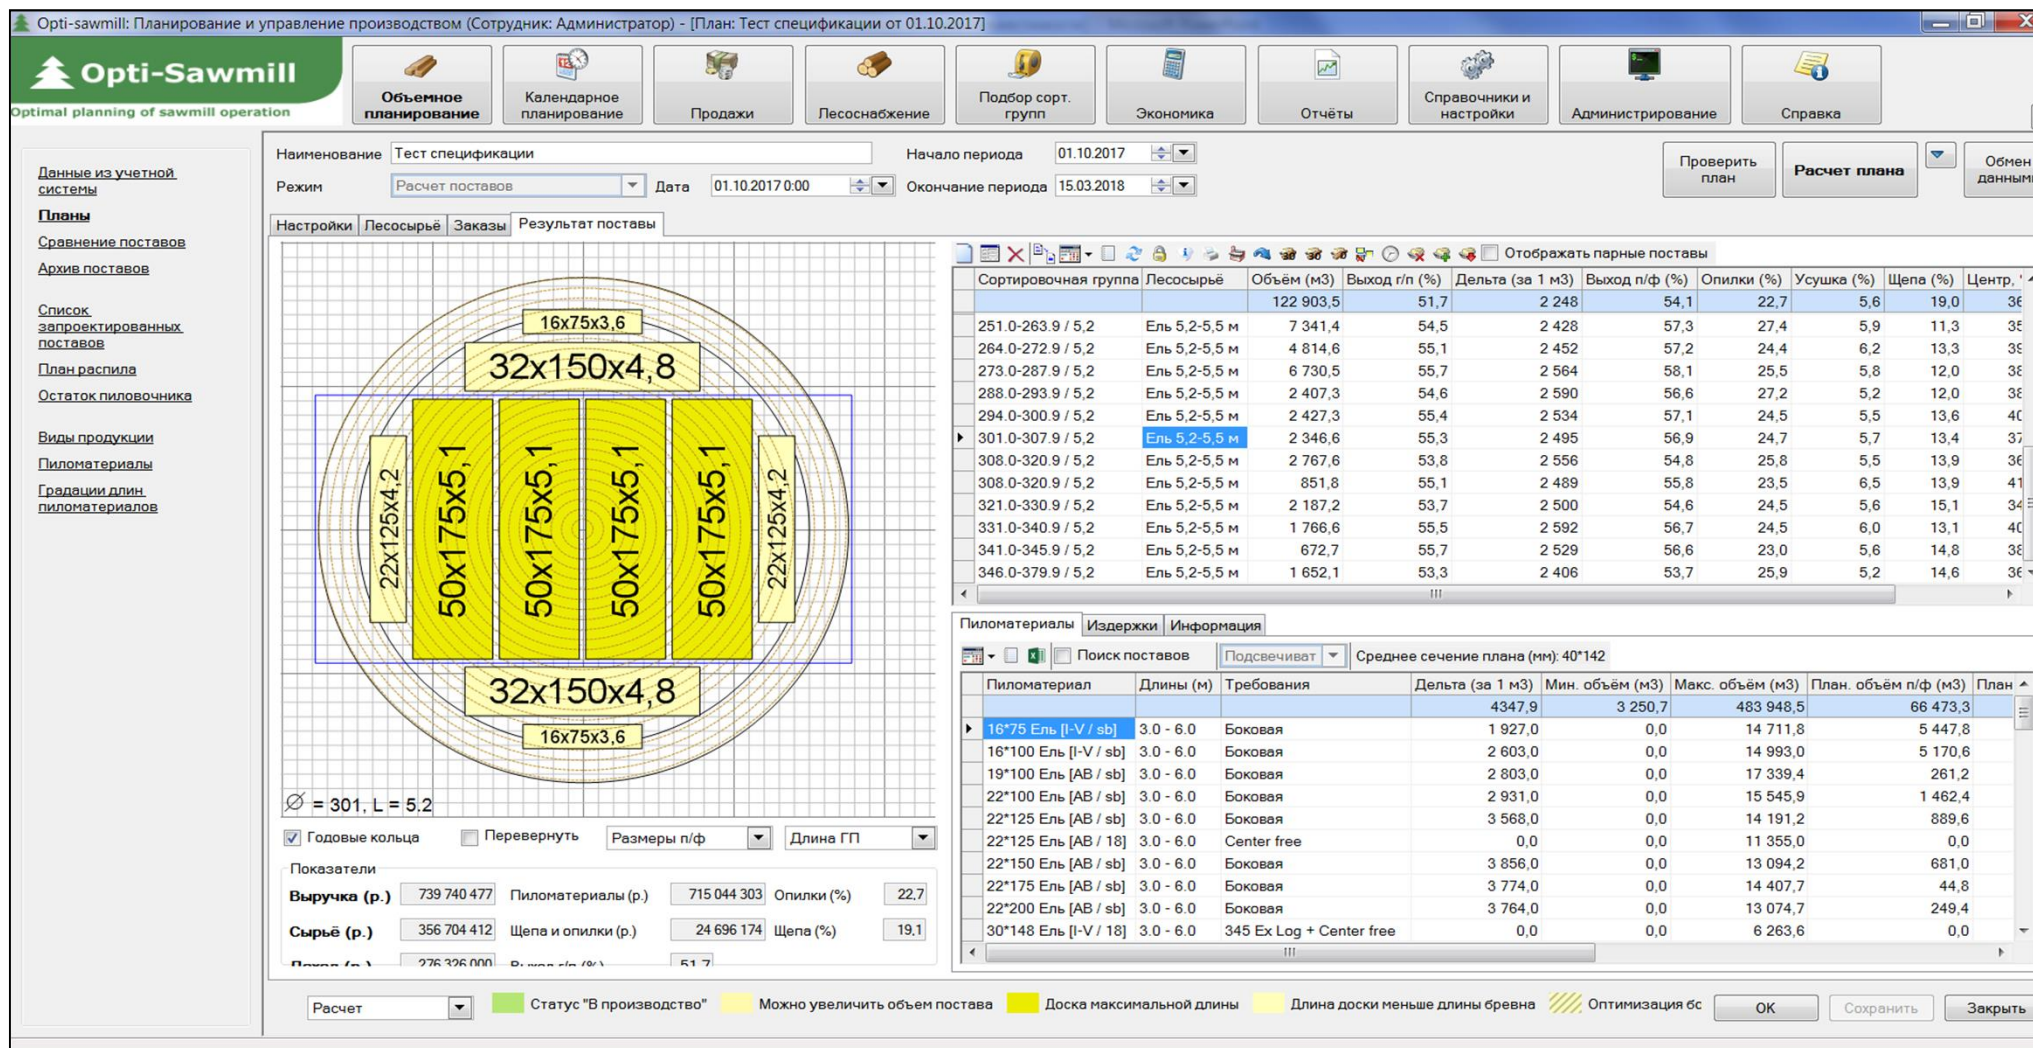 Opti-sawmill: Планирование и управление производством (Сотрудник: Администратор) - [План: Тест спецификации от 01.10.2017]
Opti-Sawmill
Optimal planning of sawmill operation
Объемное планирование
Календарное планирование
Продажи
Лесоснабжение
Подбор сорт. групп
Экономика
Отчёты
Справочники и настройки
Администрирование
Справка
Данные из учетной
системы
Планы
Сравнение поставов
Архив поставов
Список
запроектированных
поставов
План распила
Остаток пиловочника
Виды продукции
Пиломатериалы
Градации длин
пиломатериалов
Наименование Тест спецификации Начало периода 01.10.2017
Режим Расчет поставов Дата 01.10.2017 0:00 Окончание периода 15.03.2018
Проверить план
Расчет плана
Обмен
Настройки Лесосырьё Заказы Результат поставы
16x75x3,6
32x150x4,8
22x125x4,2
50x175x5,1
50x175x5,1
50x175x5,1
50x175x5,1
22x125x4,2
32x150x4,8
16x75x3,6
Ø = 301, L = 5.2
Годовые кольца Перевернуть Размеры п/ф Длина ГП
Показатели
Выручка (р.) 739 740 477 Пиломатериалы (р.) 715 044 303 Опилки (%) 22,7
Сырьё (р.) 356 704 412 Щепа и опилки (р.) 24 696 174 Щепа (%) 19,1
276 326 000 51,7
Отображать парные поставы
Сортировочная группа Лесосырьё Объём (м3) Выход г/п (%) Дельта (за 1 м3) Выход п/ф (%) Опилки (%) Усушка (%) Щепа (%) Центр,
122 903,5 51,7 2 248 54,1 22,7 5,6 19,0 36
251.0-263.9 / 5,2 Ель 5,2-5,5 м 7 341,4 54,5 2 428 57,3 27,4 5,9 11,3 35
264.0-272.9 / 5,2 Ель 5,2-5,5 м 4 814,6 55,1 2 452 57,2 24,4 6,2 13,3 39
273.0-287.9 / 5,2 Ель 5,2-5,5 м 6 730,5 55,7 2 564 58,1 25,5 5,8 12,0 38
288.0-293.9 / 5,2 Ель 5,2-5,5 м 2 407,3 54,6 2 590 56,6 27,2 5,2 12,0 38
294.0-300.9 / 5,2 Ель 5,2-5,5 м 2 427,3 55,4 2 534 57,1 24,5 5,5 13,6 40
301.0-307.9 / 5,2 Ель 5,2-5,5 м 2 346,6 55,3 2 495 56,9 24,7 5,7 13,4 37
308.0-320.9 / 5,2 Ель 5,2-5,5 м 2 767,6 53,8 2 556 54,8 25,8 5,5 13,9 36
308.0-320.9 / 5,2 Ель 5,2-5,5 м 851,8 55,1 2 489 55,8 23,5 6,5 13,9 41
321.0-330.9 / 5,2 Ель 5,2-5,5 м 2 187,2 53,7 2 500 54,6 24,5 5,6 15,1 34
331.0-340.9 / 5,2 Ель 5,2-5,5 м 1 766,6 55,5 2 592 56,7 24,5 6,0 13,1 40
341.0-345.9 / 5,2 Ель 5,2-5,5 м 672,7 55,7 2 529 56,6 23,0 5,6 14,8 38
346.0-379.9 / 5,2 Ель 5,2-5,5 м 1 652,1 53,3 2 406 53,7 25,9 5,2 14,6 36
Пиломатериалы Издержки Информация
Поиск поставов Подсвечиват Среднее сечение плана (мм): 40*142
Пиломатериал Длины (м) Требования Дельта (за 1 м3) Мин. объём (м3) Макс. объём (м3) План. объём п/ф (м3) План
4347,9 3 250,7 483 948,5 66 473,3
16*75 Ель [I-V / sb] 3.0 - 6.0 Боковая 1 927,0 0,0 14 711,8 5 447,8
16*100 Ель [I-V / sb] 3.0 - 6.0 Боковая 2 603,0 0,0 14 993,0 5 170,6
19*100 Ель [AB / sb] 3.0 - 6.0 Боковая 2 803,0 0,0 17 339,4 261,2
22*100 Ель [AB / sb] 3.0 - 6.0 Боковая 2 931,0 0,0 15 545,9 1 462,4
22*125 Ель [AB / sb] 3.0 - 6.0 Боковая 3 568,0 0,0 14 191,2 889,6
22*125 Ель [AB / 18] 3.0 - 6.0 Center free 0,0 0,0 11 355,0 0,0
22*150 Ель [AB / sb] 3.0 - 6.0 Боковая 3 856,0 0,0 13 094,2 681,0
22*175 Ель [AB / sb] 3.0 - 6.0 Боковая 3 774,0 0,0 14 407,7 44,8
22*200 Ель [AB / sb] 3.0 - 6.0 Боковая 3 764,0 0,0 13 074,7 249,4
30*148 Ель [I-V / 18] 3.0 - 6.0 345 Ex Log + Center free 0,0 0,0 6 263,6 0,0
Расчет Статус "В производство" Можно увеличить объем постава Доска максимальной длины Длина доски меньше длины бревна Оптимизация бс OK Сохранить Закрыть